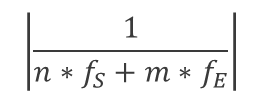 | 1 / (n * f_S + m * f_E) |